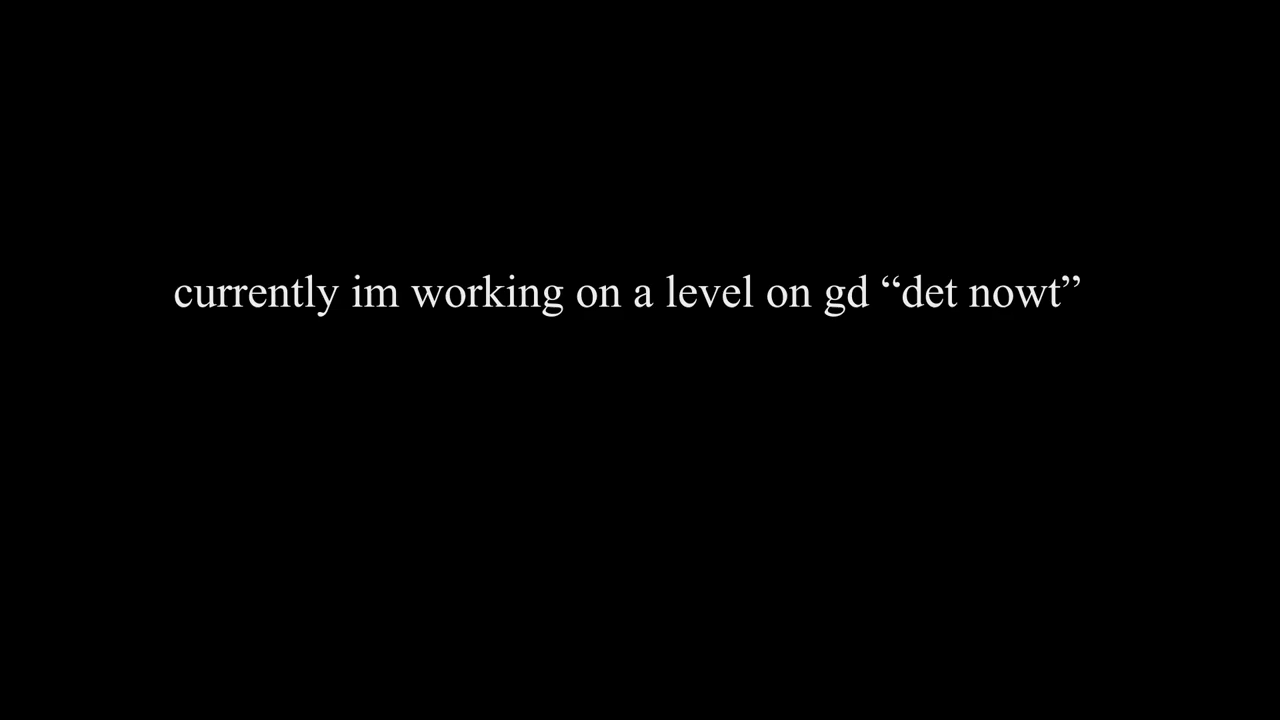 currently im working on a level on gd “det nowt”